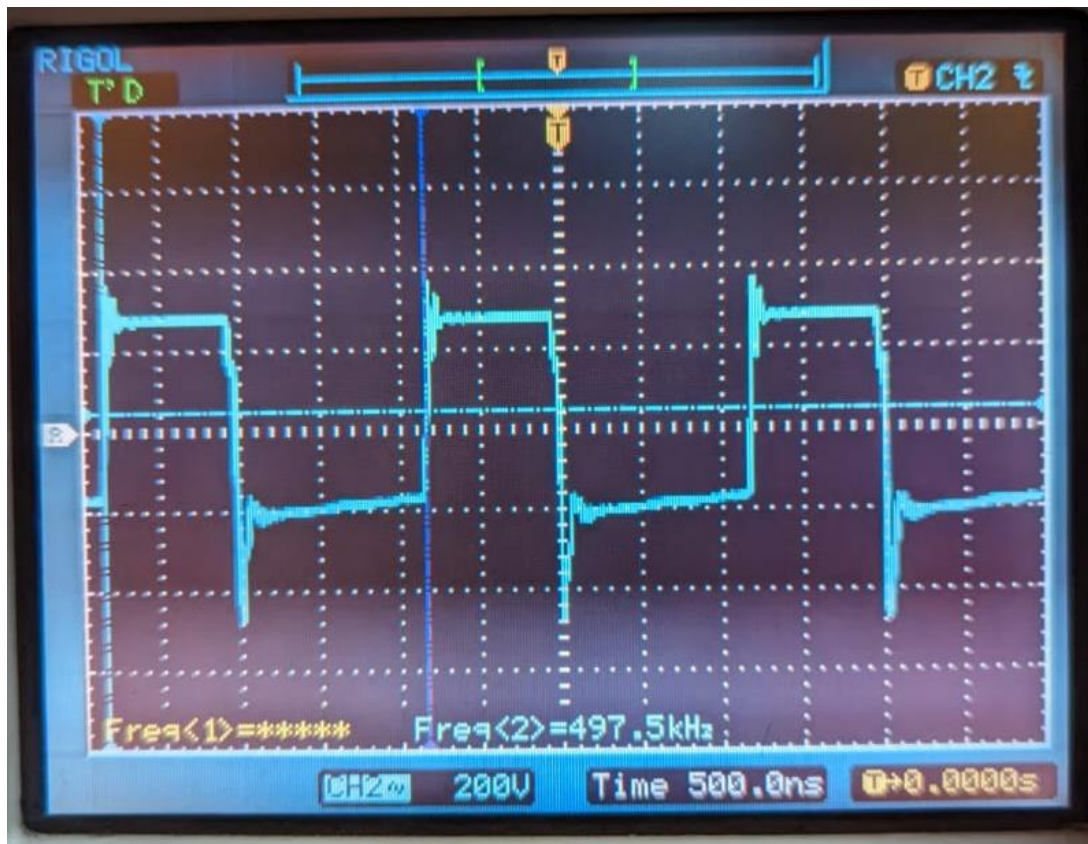 RIGOL
T'D
T
T CH2
T
Freq(1)=***** Freq(2)=497.5kHz
CH2 200V Time 500.0ns T→0.0000s